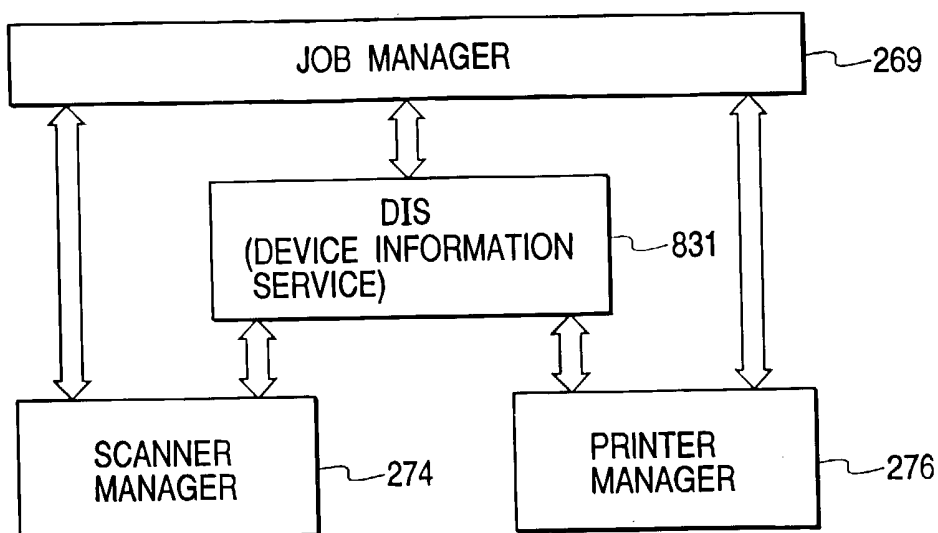 JOB MANAGER
269
DIS
(DEVICE INFORMATION
SERVICE)
831
SCANNER
MANAGER
274
PRINTER
MANAGER
276